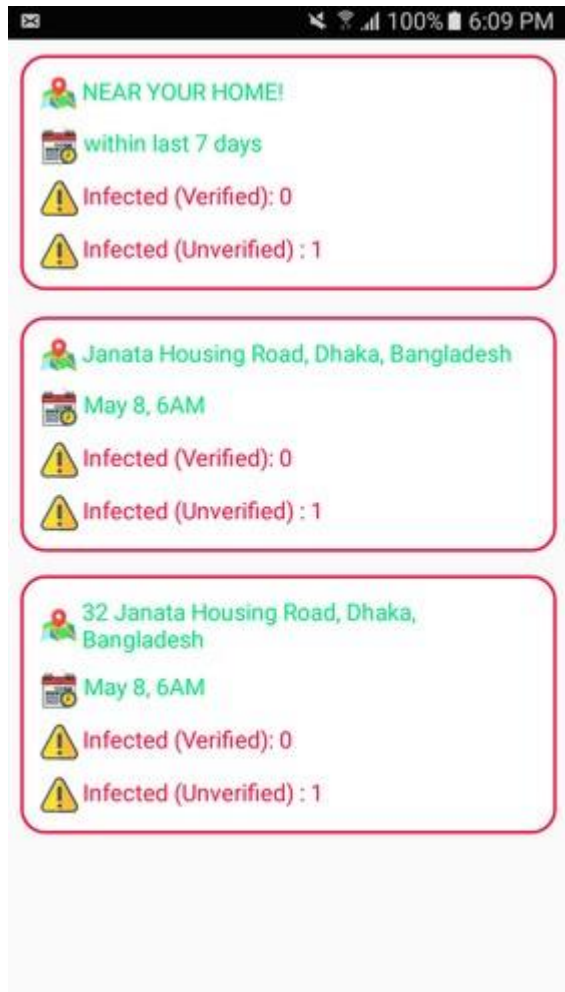 100% 6:09 PM
NEAR YOUR HOME!
within last 7 days
Infected (Verified): 0
Infected (Unverified) : 1
Janata Housing Road, Dhaka, Bangladesh
May 8, 6AM
Infected (Verified): 0
Infected (Unverified) : 1
32 Janata Housing Road, Dhaka,
Bangladesh
May 8, 6AM
Infected (Verified): 0
Infected (Unverified) : 1